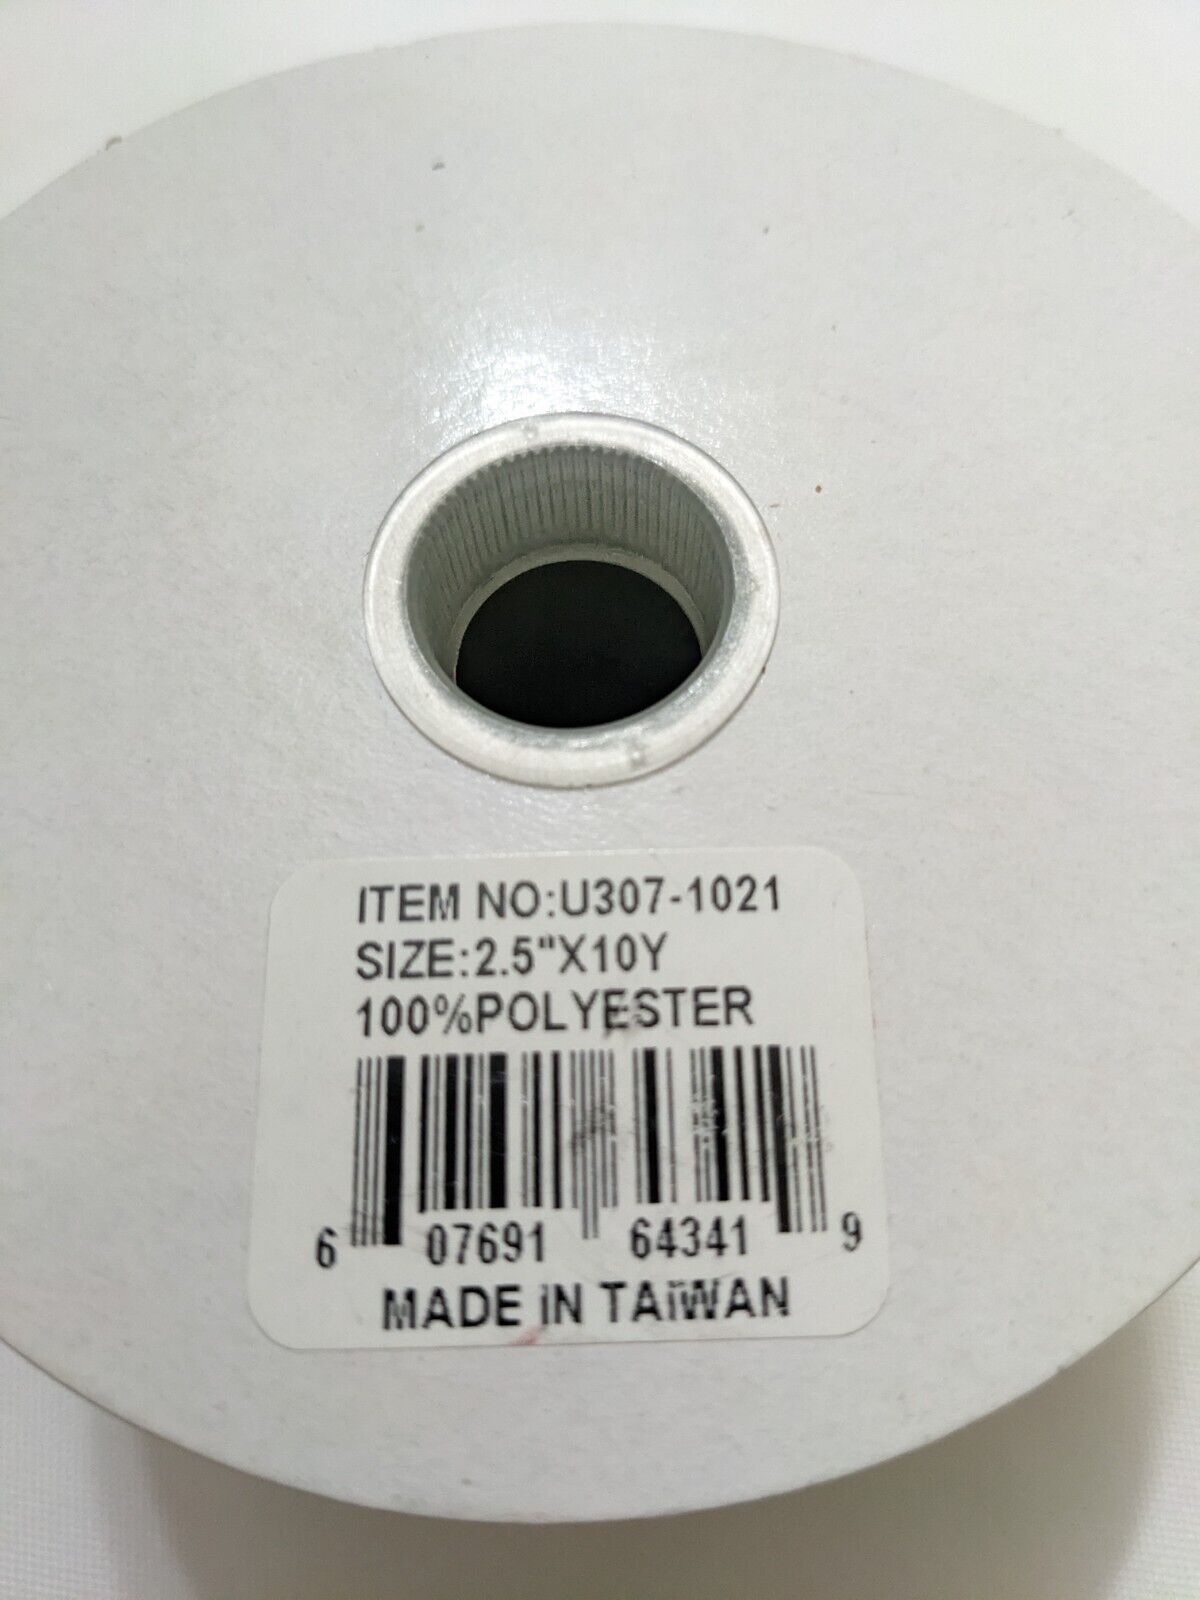 ITEM NO:U307-1021
SIZE:2.5"X10Y
100%POLYESTER
6 07691 64341 9
MADE IN TAIWAN